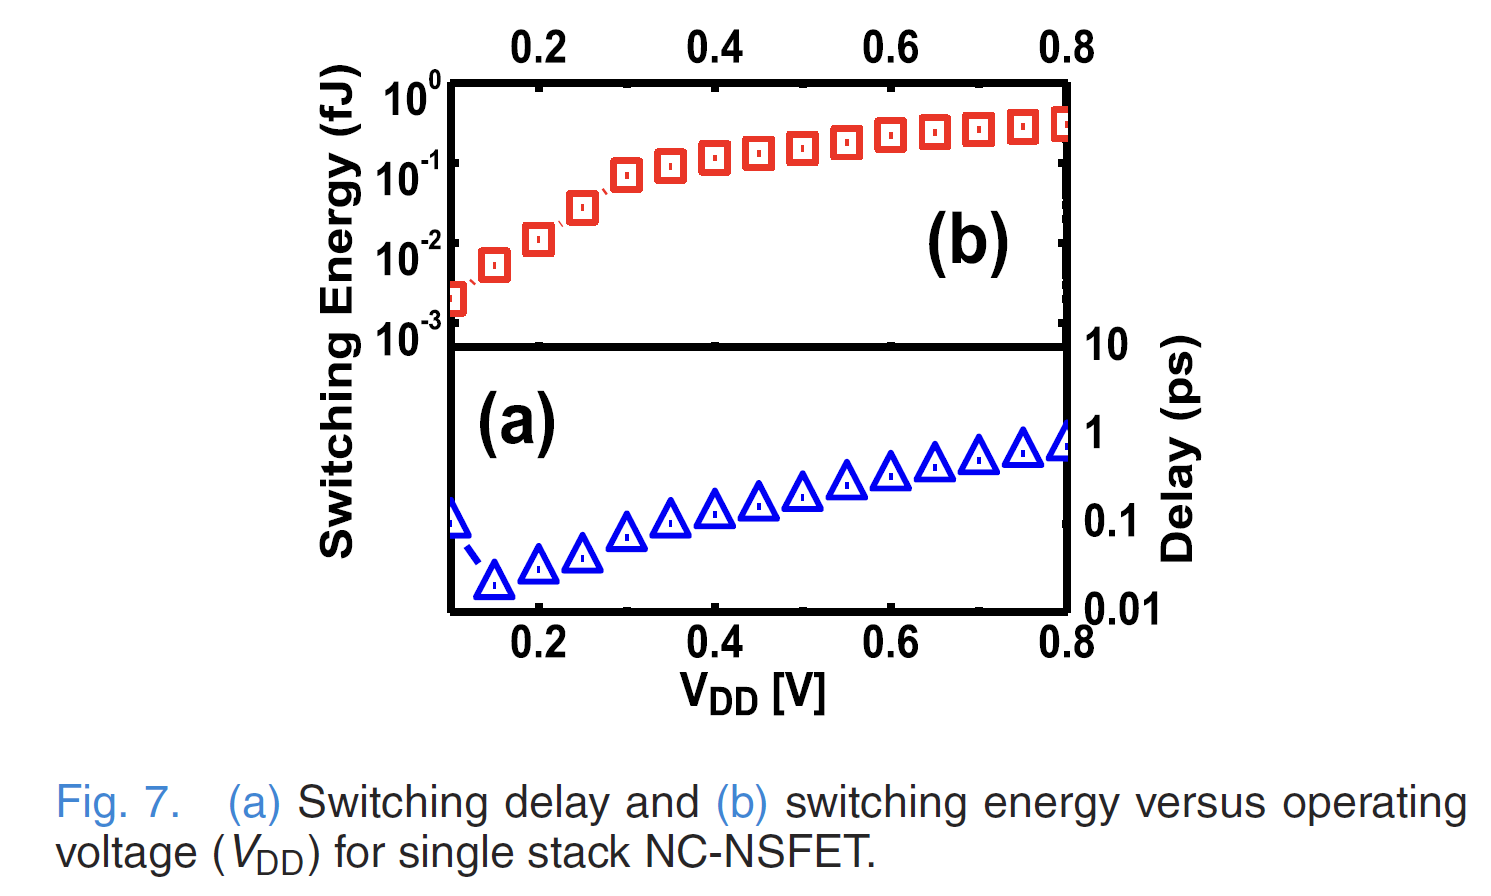 0.2 0.4 0.6 0.8
Switching Energy (fJ)
10⁰
10⁻¹
10⁻²
10⁻³
(b)
(a)
10
1
0.1
0.01
Delay (ps)
0.2 0.4 0.6 0.8
V_DD [V]
Fig. 7. (a) Switching delay and (b) switching energy versus operating
voltage (V_DD) for single stack NC-NSFET.